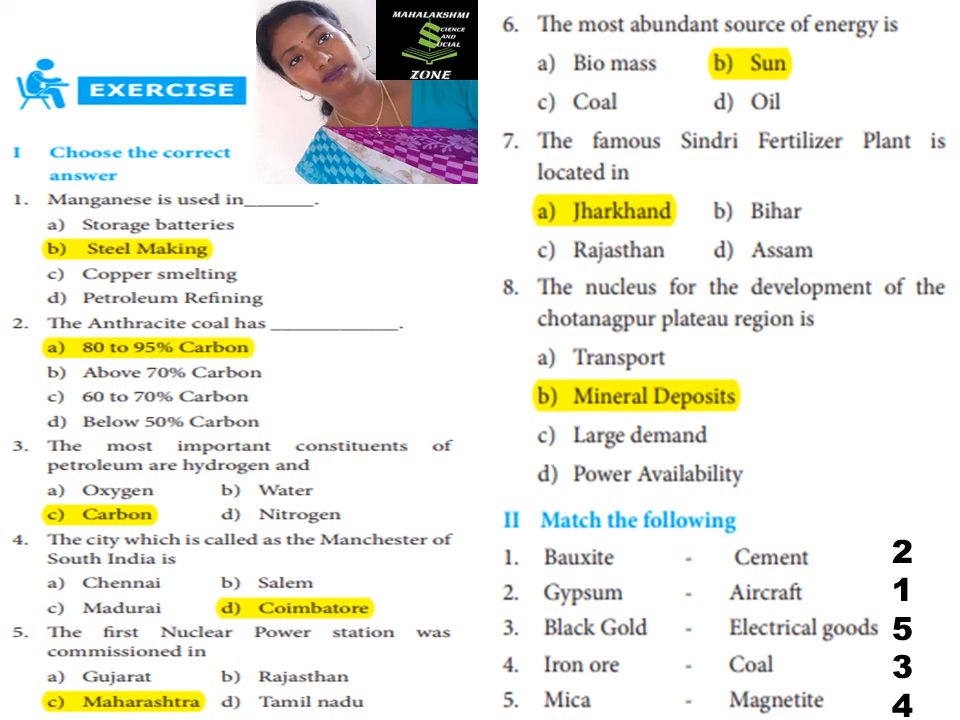 MAHALAKSHMI
SCIENCE
AND
SOCIAL
ZONE
EXERCISE
I Choose the correct
answer
1. Manganese is used in_______.
a) Storage batteries
b) Steel Making
c) Copper smelting
d) Petroleum Refining
2. The Anthracite coal has _____________.
a) 80 to 95% Carbon
b) Above 70% Carbon
c) 60 to 70% Carbon
d) Below 50% Carbon
3. The most important constituents of
petroleum are hydrogen and
a) Oxygen b) Water
c) Carbon d) Nitrogen
4. The city which is called as the Manchester of
South India is
a) Chennai b) Salem
c) Madurai d) Coimbatore
5. The first Nuclear Power station was
commissioned in
a) Gujarat b) Rajasthan
c) Maharashtra d) Tamil nadu
6. The most abundant source of energy is
a) Bio mass b) Sun
c) Coal d) Oil
7. The famous Sindri Fertilizer Plant is
located in
a) Jharkhand b) Bihar
c) Rajasthan d) Assam
8. The nucleus for the development of the
chotanagpur plateau region is
a) Transport
b) Mineral Deposits
c) Large demand
d) Power Availability
II Match the following
1. Bauxite - Cement 2
2. Gypsum - Aircraft 1
3. Black Gold - Electrical goods 5
4. Iron ore - Coal 3
5. Mica - Magnetite 4